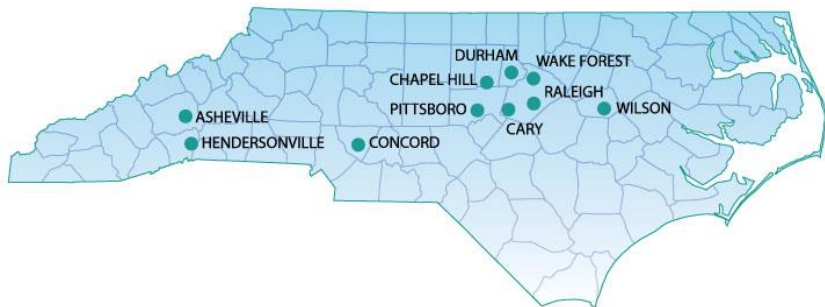 DURHAM
WAKE FOREST
CHAPEL HILL
RALEIGH
PITTSBORO
WILSON
CARY
ASHEVILLE
HENDERSONVILLE
CONCORD